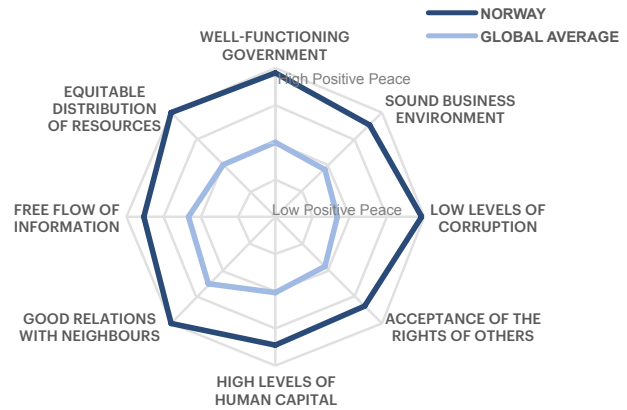 NORWAY
GLOBAL AVERAGE
WELL-FUNCTIONING
GOVERNMENT
High Positive Peace
SOUND BUSINESS
ENVIRONMENT
EQUITABLE
DISTRIBUTION
OF RESOURCES
FREE FLOW OF
INFORMATION
Low Positive Peace
LOW LEVELS OF
CORRUPTION
GOOD RELATIONS
WITH NEIGHBOURS
ACCEPTANCE OF THE
RIGHTS OF OTHERS
HIGH LEVELS OF
HUMAN CAPITAL